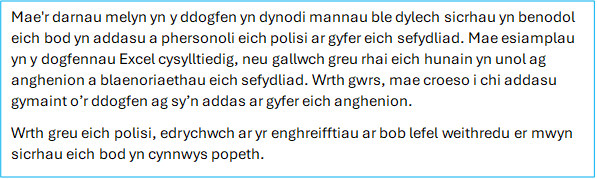 Mae'r darnau melyn yn y ddogfen yn dynodi mannau ble dylech sicrhau yn benodol
eich bod yn addasu a phersonoli eich polisi ar gyfer eich sefydliad. Mae esiamplau
yn y dogfennau Excel cysylltiedig, neu gallwch greu rhai eich hunain yn unol ag
anghenion a blaenoriaethau eich sefydliad. Wrth gwrs, mae croeso i chi addasu
gymaint o’r ddogfen ag sy’n addas ar gyfer eich anghenion.
Wrth greu eich polisi, edrychwch ar yr enghreifftiau ar bob lefel weithredu er mwyn
sicrhau eich bod yn cynnwys popeth.